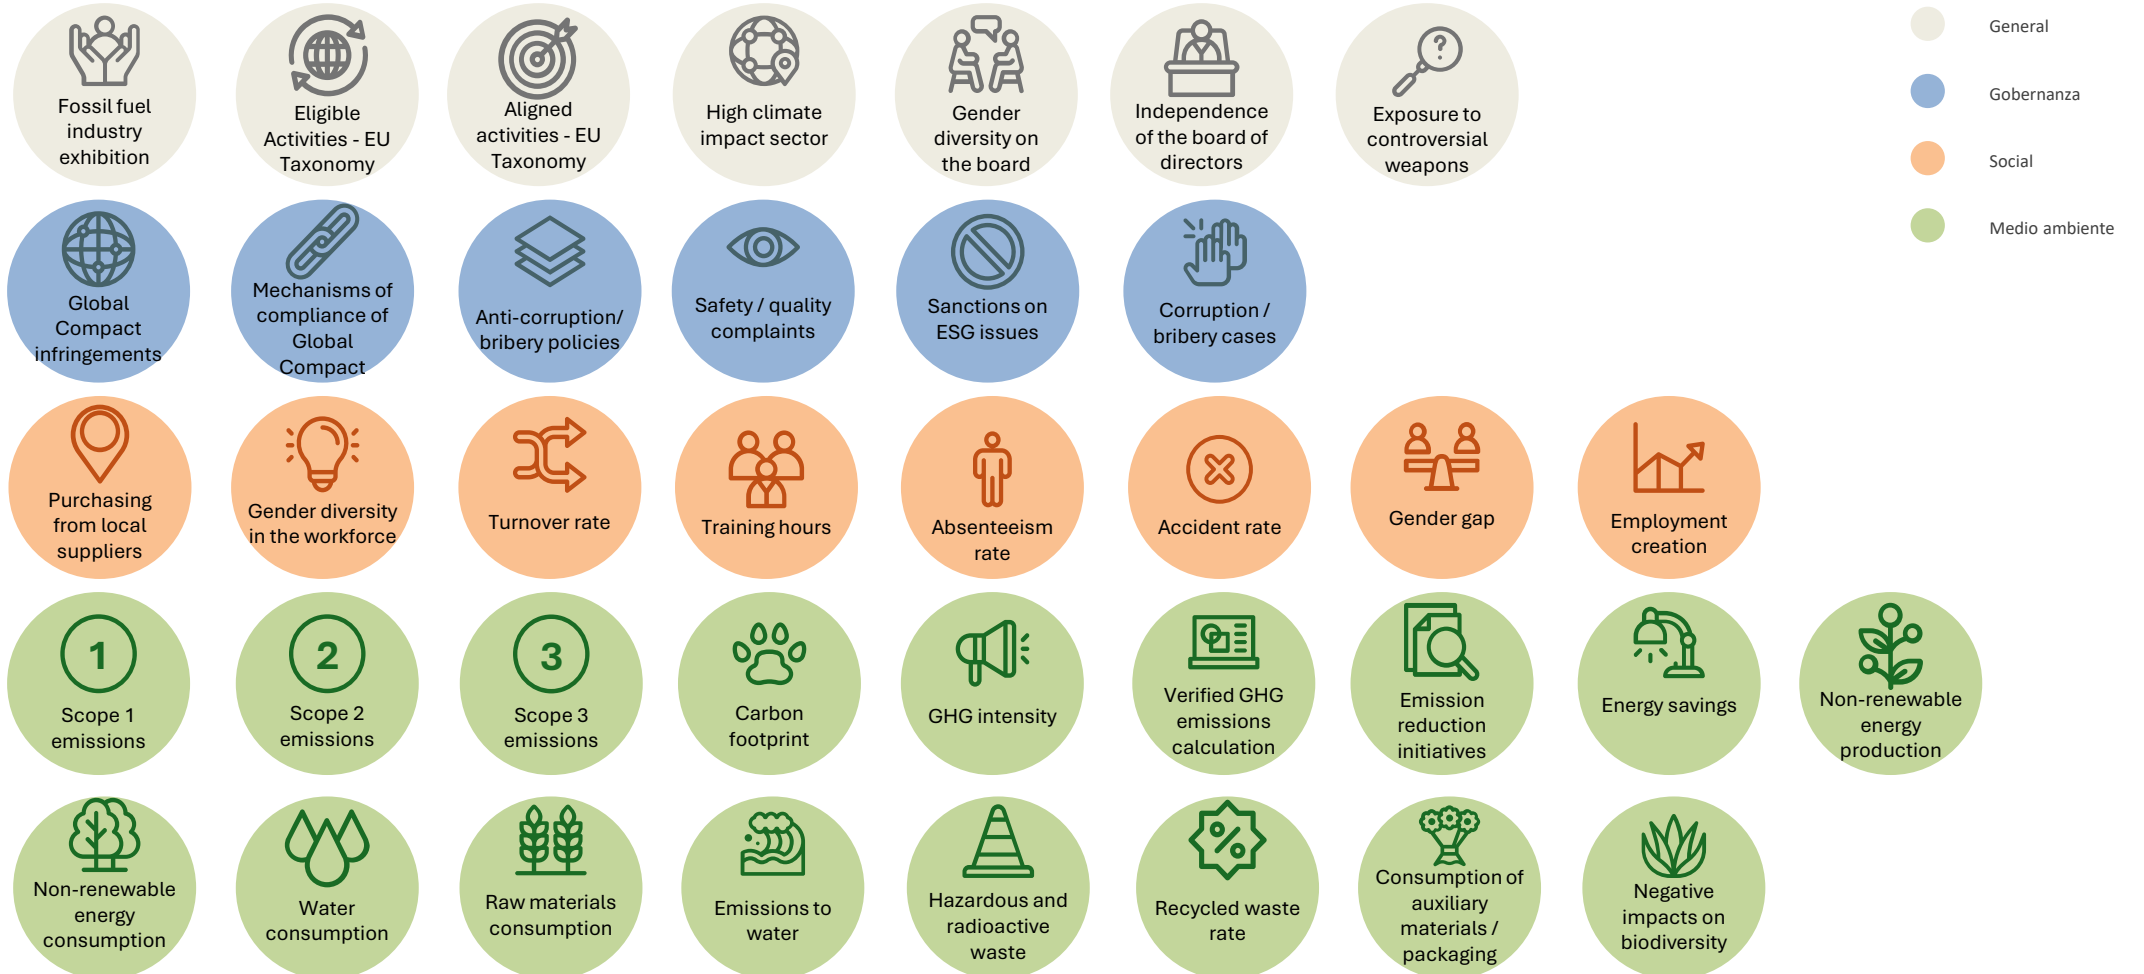 Fossil fuel
industry
exhibition
Eligible
Activities - EU
Taxonomy
Aligned
activities - EU
Taxonomy
High climate
impact sector
Gender
diversity on
the board
Independence
of the board of
directors
?
Exposure to
controversial
weapons
General
Gobernanza
Social
Medio ambiente
Global
Compact
infringements
Mechanisms of
compliance of
Global
Compact
Anti-corruption/
bribery policies
Safety / quality
complaints
Sanctions on
ESG issues
Corruption /
bribery cases
Purchasing
from local
suppliers
Gender diversity
in the workforce
Turnover rate
Training hours
Absenteeism
rate
Accident rate
Gender gap
Employment
creation
1
Scope 1
emissions
2
Scope 2
emissions
3
Scope 3
emissions
Carbon
footprint
GHG intensity
Verified GHG
emissions
calculation
Emission
reduction
initiatives
Energy savings
Non-renewable
energy
production
Non-renewable
energy
consumption
Water
consumption
Raw materials
consumption
Emissions to
water
Hazardous and
radioactive
waste
%
Recycled waste
rate
Consumption of
auxiliary
materials /
packaging
Negative
impacts on
biodiversity